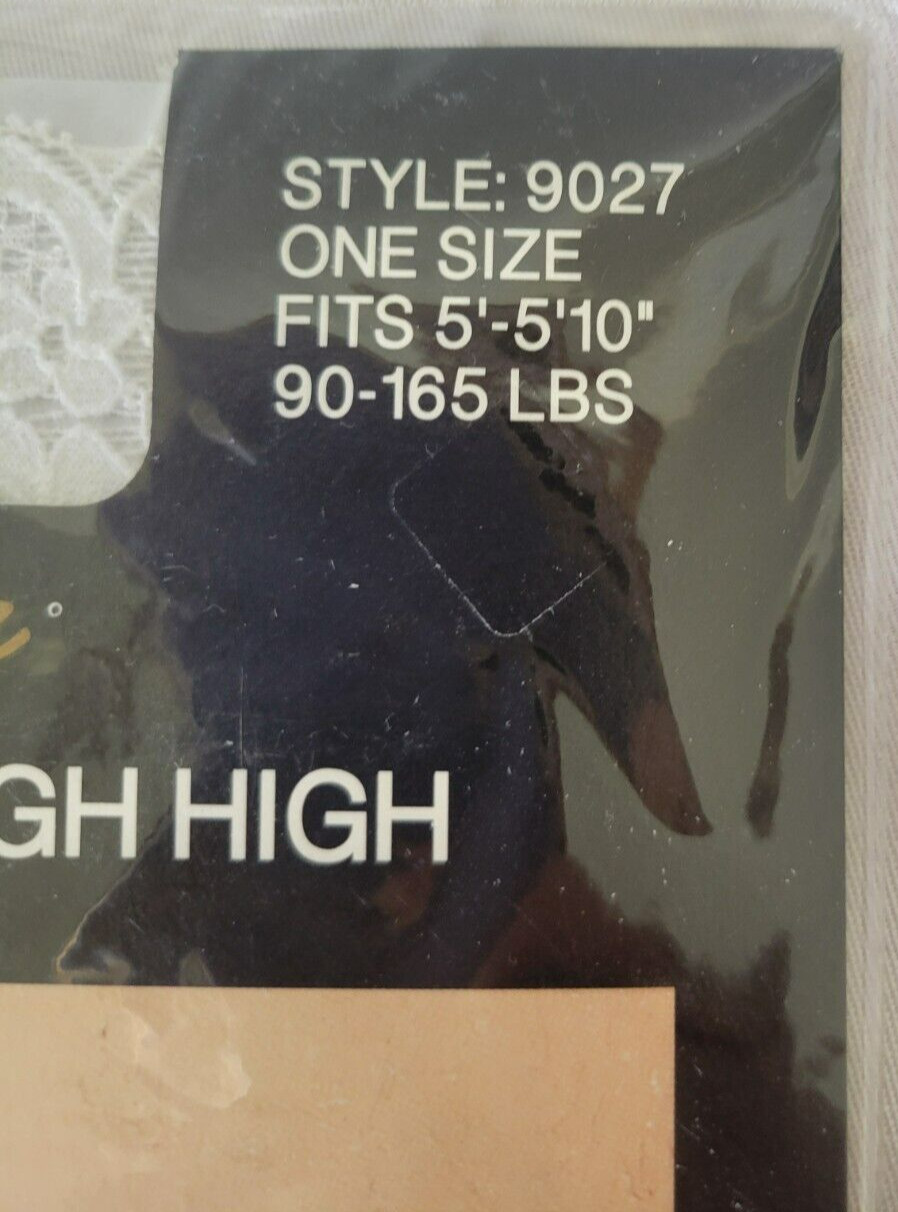 STYLE: 9027
ONE SIZE
FITS 5'-5'10"
90-165 LBS
GH HIGH